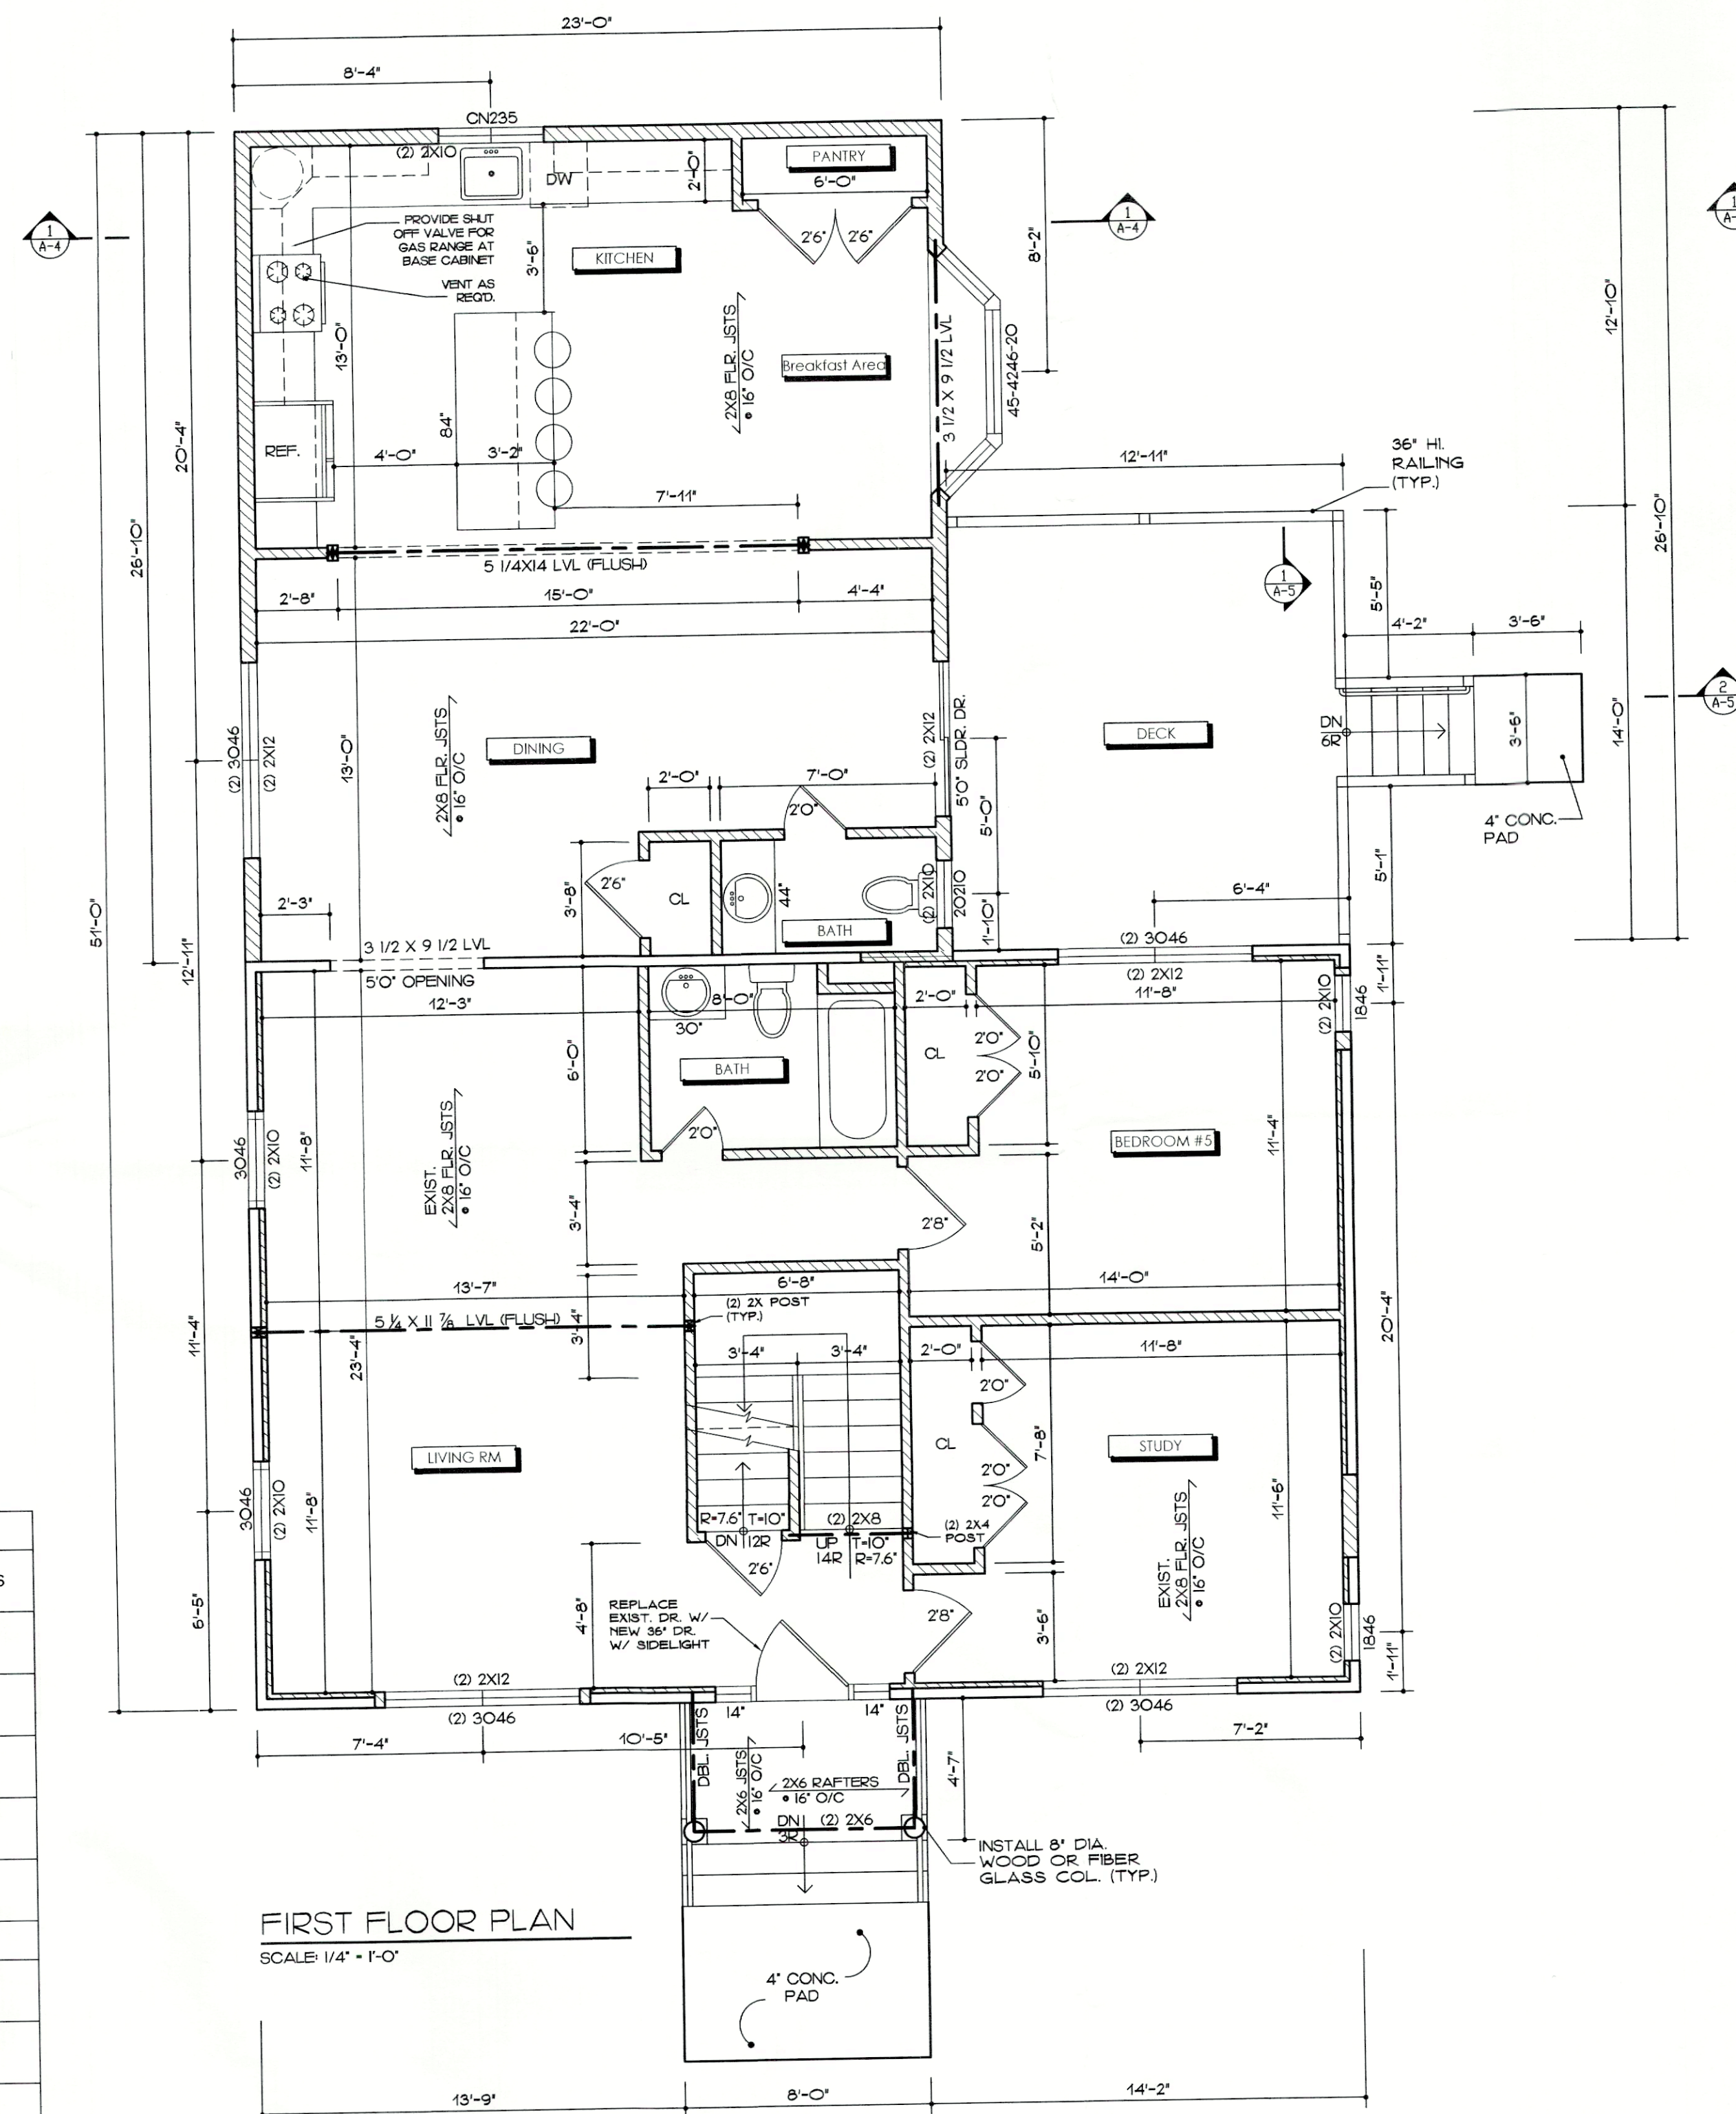 23'-0"
8'-4"
CN235
(2) 2X10
DW
2'-0"
PANTRY
6'-0"
2'6"
2'6"
1
A-4
1
A-4
PROVIDE SHUT
OFF VALVE FOR
GAS RANGE AT
BASE CABINET
VENT AS
REQ'D.
3'-6"
KITCHEN
8'-2"
12'-10"
13'-0"
2X8 FLR. JSTS
@ 16" O/C
Breakfast Area
3 1/2 X 9 1/2 LVL
45-4246-20
20'-4"
REF.
4'-0"
84"
3'-2"
7'-11"
12'-11"
36" HI.
RAILING
(TYP.)
26'-10"
26'-10"
5 1/4X14 LVL (FLUSH)
2'-8"
15'-0"
4'-4"
22'-0"
1
A-5
5'-5"
4'-2"
3'-6"
2
A-5
(2) 3046
(2) 2X12
13'-0"
2X8 FLR. JSTS
@ 16" O/C
DINING
(2) 2X12
5'0" SLDR. DR.
DECK
DN
6R
3'-6"
14'-0"
4" CONC.
PAD
2'-0"
7'-0"
2'0"
5'-0"
51'-0"
12'-11"
2'-3"
3'-8"
2'6"
CL
44"
BATH
(2) 2X10
20210
1'-10"
6'-4"
5'-1"
3 1/2 X 9 1/2 LVL
5'0" OPENING
(2) 3046
(2) 2X12
12'-3"
8'-0"
30"
2'-0"
11'-8"
(2) 2X10
1846
1'-11"
6'-0"
BATH
2'0"
CL
2'0"
2'0"
5'-10"
3046
(2) 2X10
11'-8"
EXIST.
2X8 FLR. JSTS
@ 16" O/C
BEDROOM #5
11'-4"
3'-4"
2'8"
5'-2"
13'-7"
6'-8"
14'-0"
(2) 2X POST
(TYP.)
5 1/4 X 11 7/8 LVL (FLUSH)
3'-4"
11'-4"
23'-4"
20'-4"
3'-4"
3'-4"
2'-0"
11'-8"
2'0"
LIVING RM
CL
7'-8"
STUDY
2'0"
2'0"
3046
(2) 2X10
11'-8"
R=7.6" T=10"
DN 12R
(2) 2X8
UP T=10"
14R R=7.6"
(2) 2X4
POST
11'-6"
EXIST.
2X8 FLR. JSTS
@ 16" O/C
2'6"
6'-5"
4'-8"
REPLACE
EXIST. DR. W/
NEW 36" DR.
W/ SIDELIGHT
2'8"
3'-6"
(2) 2X10
1846
1'-11"
(2) 2X12
(2) 3046
14"
14"
(2) 2X12
(2) 3046
7'-4"
10'-5"
7'-2"
DBL. JSTS
2X6 JSTS
@ 16" O/C
2X6 RAFTERS
@ 16" O/C
DBL. JSTS
4'-7"
DN
3R
(2) 2X6
INSTALL 8" DIA.
WOOD OR FIBER
GLASS COL. (TYP.)
FIRST FLOOR PLAN
SCALE: 1/4" = 1'-0"
4" CONC.
PAD
13'-9"
8'-0"
14'-2"